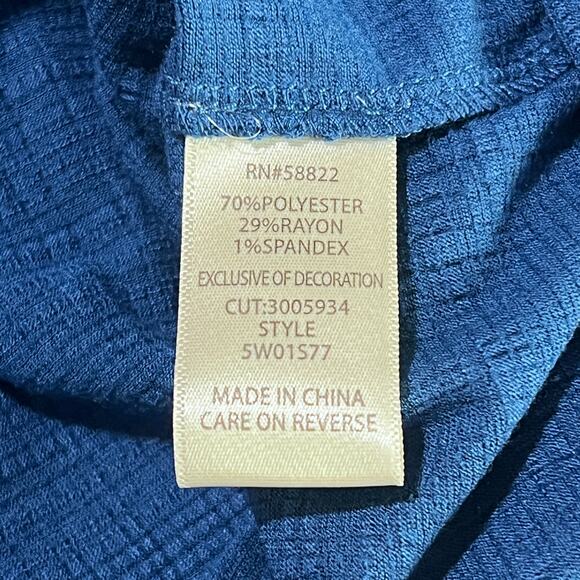 RN#58822
70%POLYESTER
29%RAYON
1%SPANDEX
EXCLUSIVE OF DECORATION
CUT:3005934
STYLE
5W01S77
MADE IN CHINA
CARE ON REVERSE